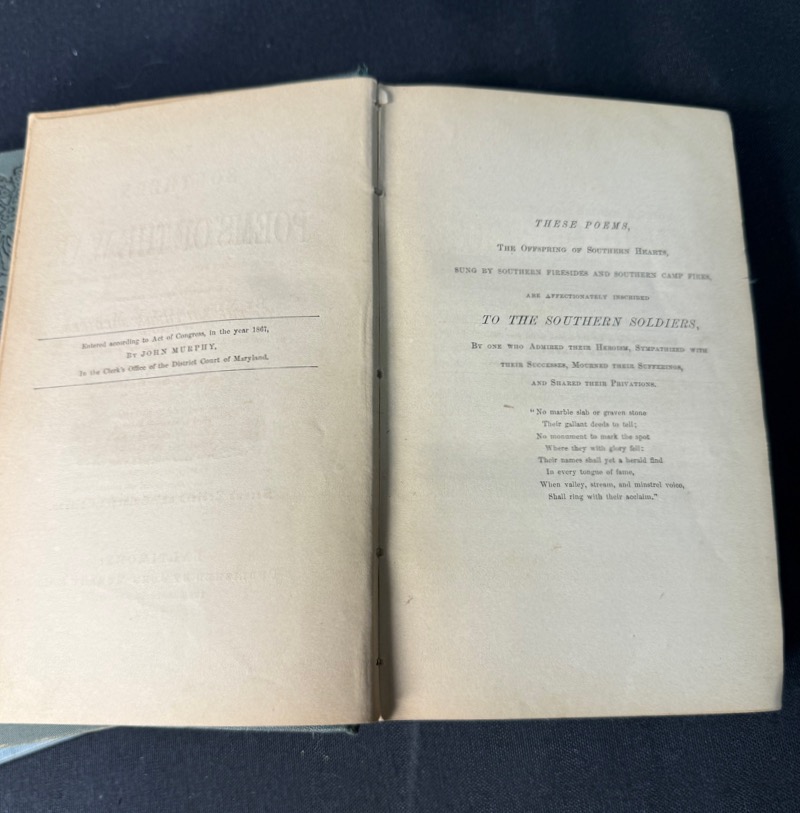 Entered according to Act of Congress, in the year 1867,
By JOHN MURPHY,
In the Clerk's Office of the District Court of Maryland.
THESE POEMS,
The Offspring of Southern Hearts,
SUNG BY SOUTHERN FIRESIDES AND SOUTHERN CAMP FIRES,
ARE AFFECTIONATELY INSCRIBED
TO THE SOUTHERN SOLDIERS,
By one who Admired their Heroism, Sympathized with
their Successes, Mourned their Sufferings,
and Shared their Privations.
"No marble slab or graven stone
Their gallant deeds to tell;
No monument to mark the spot
Where they with glory fell:
Their names shall yet a herald find
In every tongue of fame,
When valley, stream, and minstrel voice,
Shall ring with their acclaim."